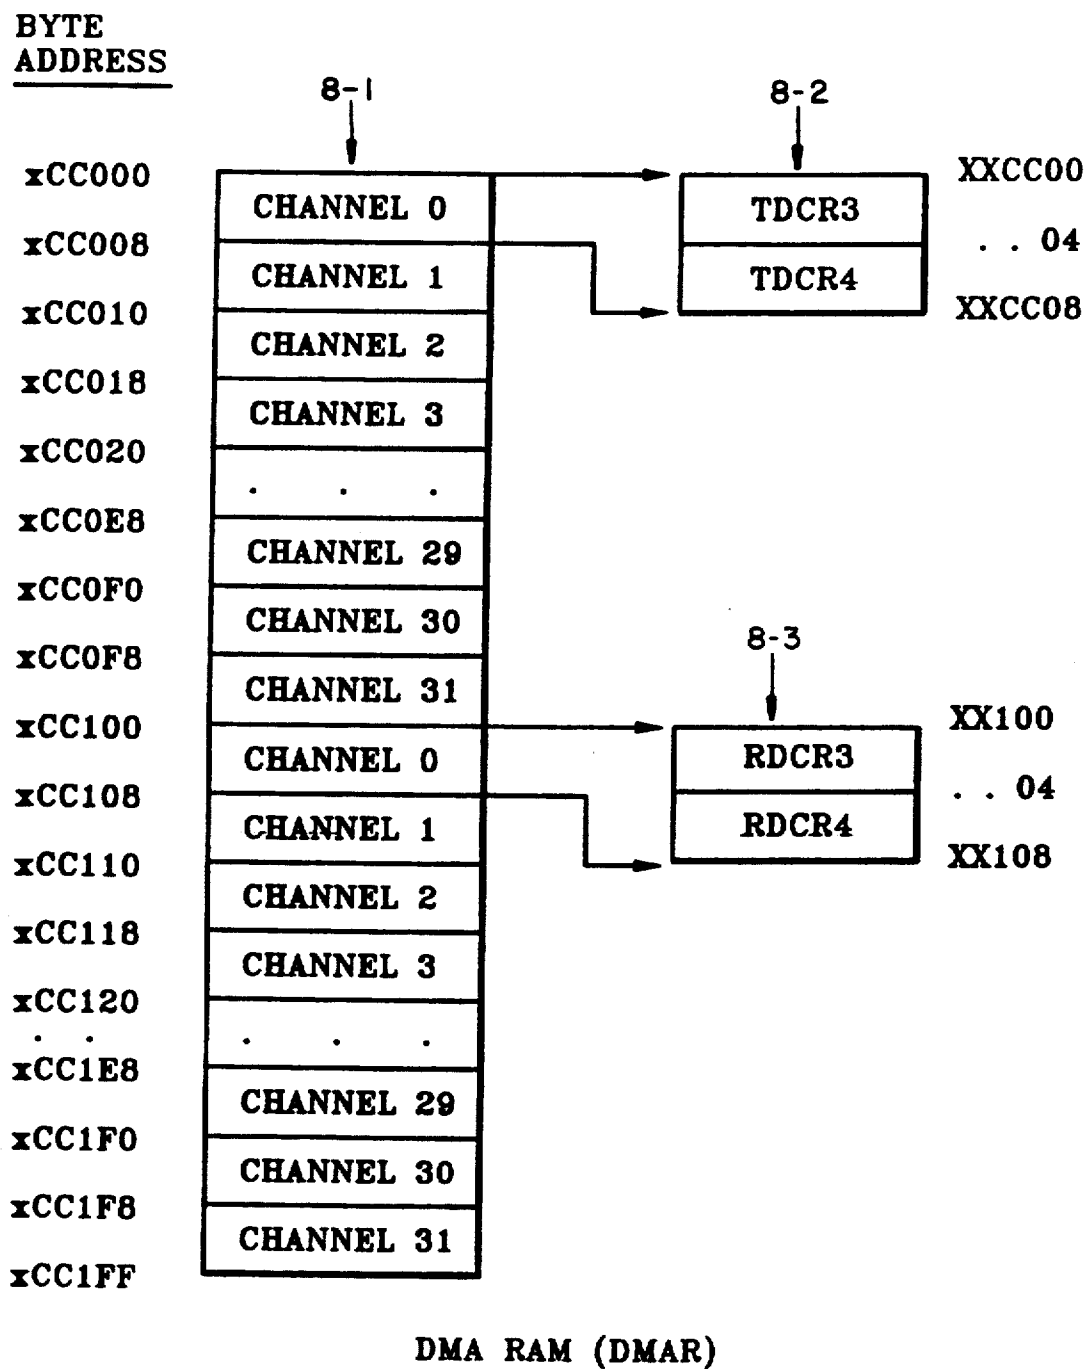 BYTE
ADDRESS
8-1
8-2
xCC000
CHANNEL 0
TDCR3
XXCC00
xCC008
. . 04
CHANNEL 1
TDCR4
xCC010
XXCC08
CHANNEL 2
xCC018
CHANNEL 3
xCC020
. . .
xCC0E8
CHANNEL 29
xCC0F0
CHANNEL 30
8-3
xCC0F8
CHANNEL 31
xCC100
XX100
CHANNEL 0
RDCR3
xCC108
. . 04
CHANNEL 1
RDCR4
xCC110
XX108
CHANNEL 2
xCC118
CHANNEL 3
xCC120
. . . . .
xCC1E8
CHANNEL 29
xCC1F0
CHANNEL 30
xCC1F8
CHANNEL 31
xCC1FF
DMA RAM (DMAR)